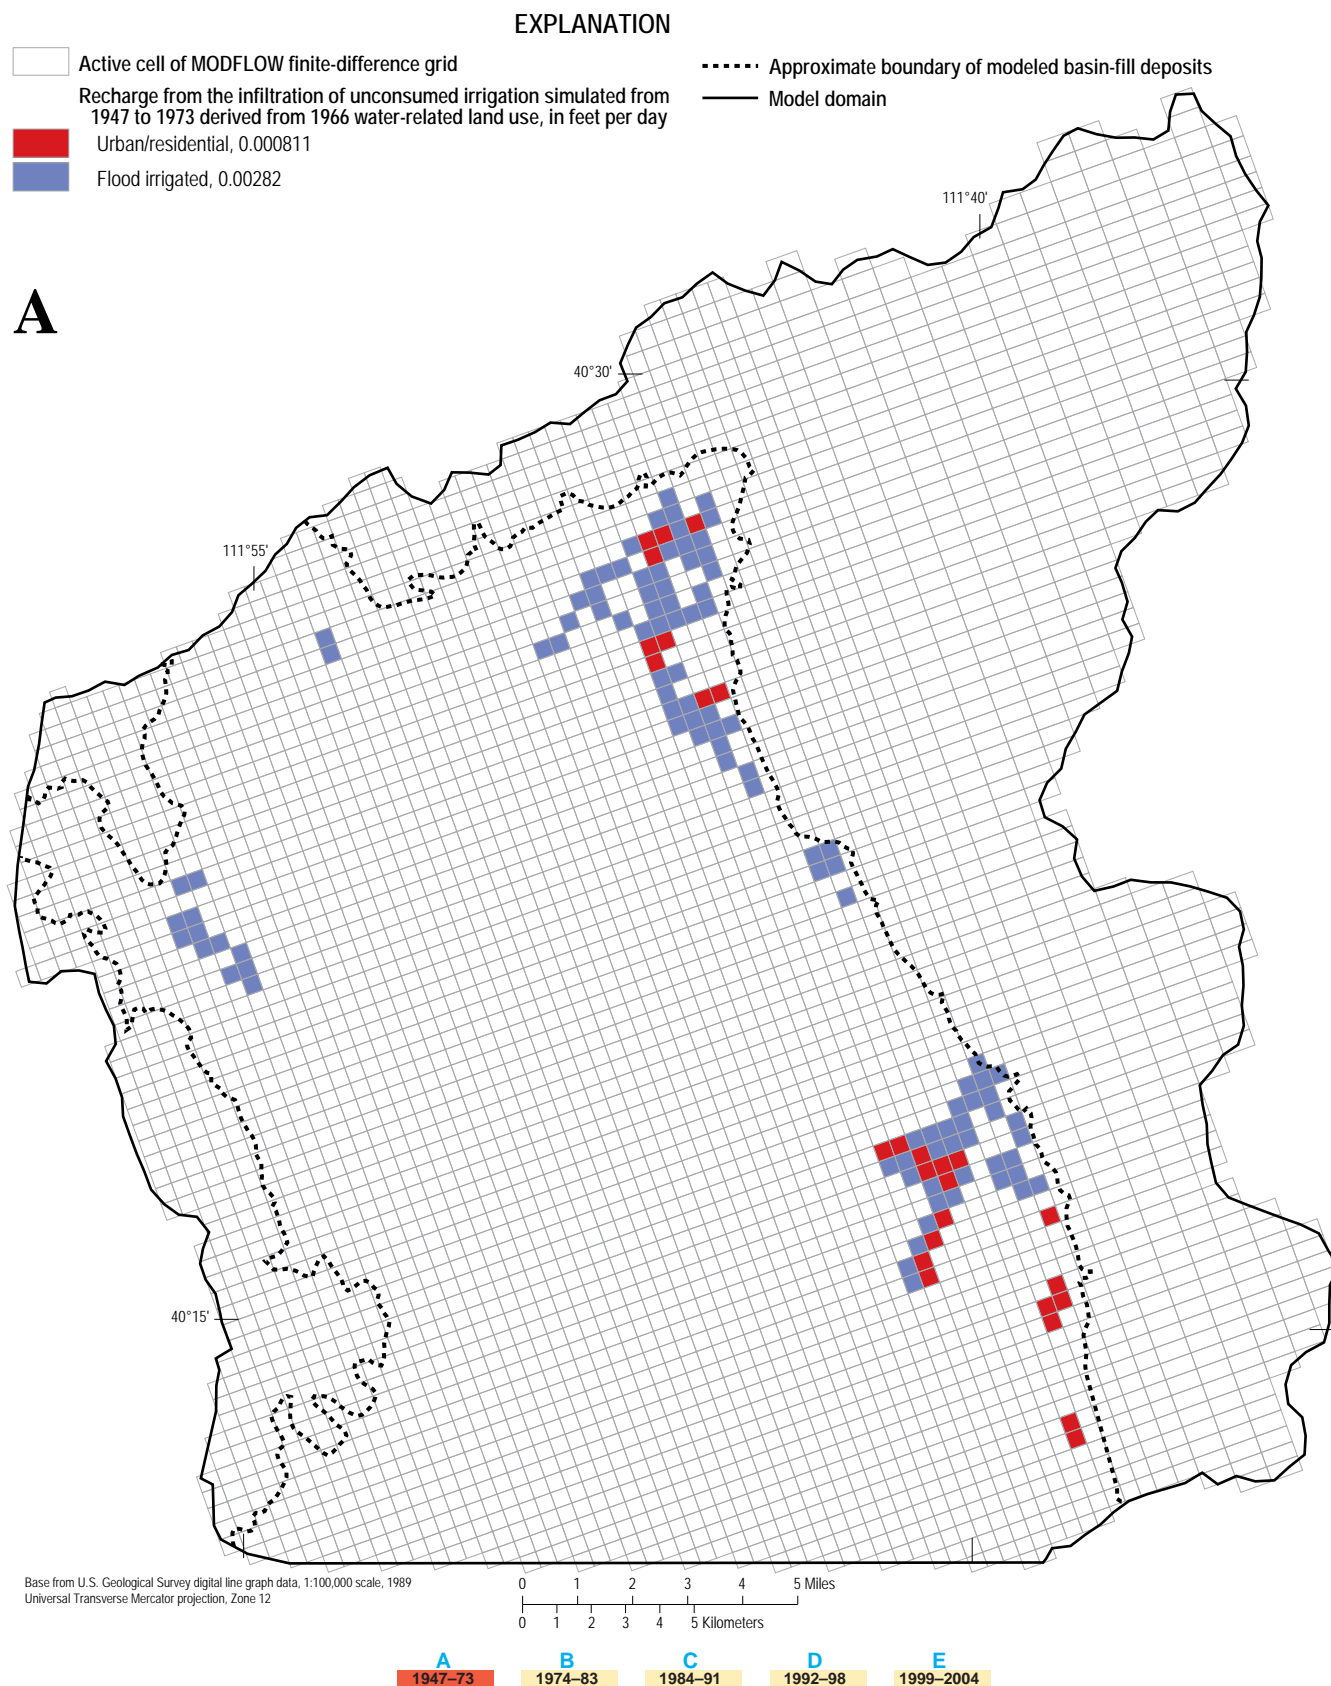 EXPLANATION
Active cell of MODFLOW finite-difference grid
Recharge from the infiltration of unconsumed irrigation simulated from
1947 to 1973 derived from 1966 water-related land use, in feet per day
Urban/residential, 0.000811
Flood irrigated, 0.00282
Approximate boundary of modeled basin-fill deposits
Model domain
111°40'
A
40°30'
111°55'
40°15'
Base from U.S. Geological Survey digital line graph data, 1:100,000 scale, 1989
Universal Transverse Mercator projection, Zone 12
0 1 2 3 4 5 Miles
0 1 2 3 4 5 Kilometers
A B C D E
1947–73 1974–83 1984–91 1992–98 1999–2004